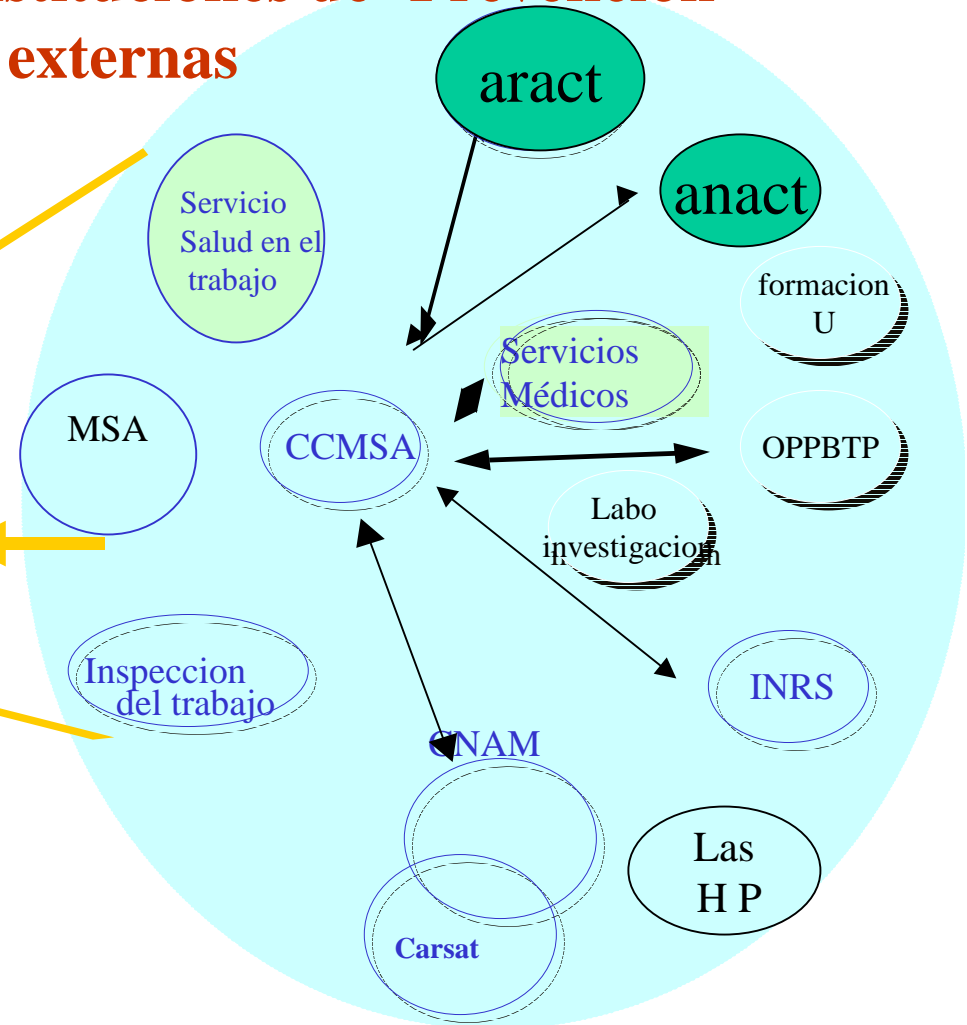 Prevencion
externas
aract
anact
Servicio
Salud en el
trabajo
formacion
U
Servicios
Médicos
MSA
CCMSA
OPPBTP
Labo
investigacion
Inspeccion
del trabajo
INRS
CNAM
Las
H P
Carsat